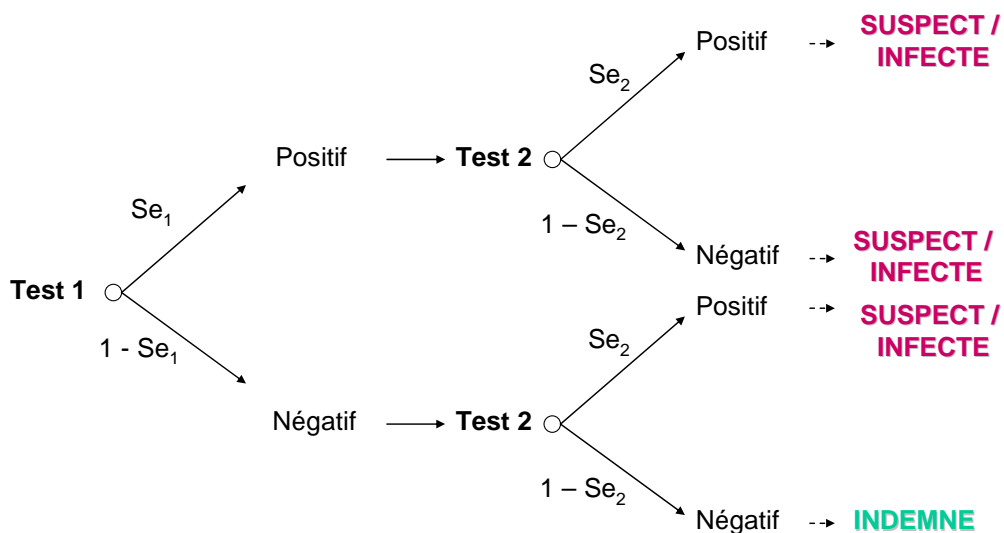 Positif
SUSPECT /
INFECTE
Se₂
Positif
Test 2
Se₁
1 – Se₂
Négatif
SUSPECT /
INFECTE
Test 1
Positif
SUSPECT /
INFECTE
1 - Se₁
Se₂
Négatif
Test 2
1 – Se₂
Négatif
INDEMNE